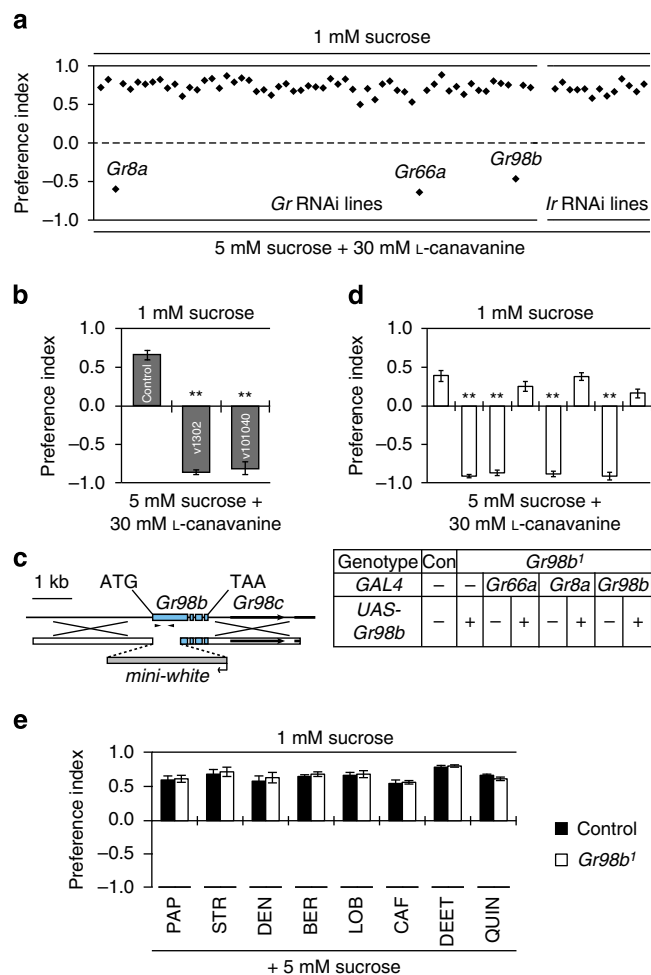 a
1 mM sucrose
Preference index
1.0
0.5
0.0
−0.5
−1.0
Gr8a
Gr66a
Gr98b
Gr RNAi lines
Ir RNAi lines
5 mM sucrose + 30 mM L-canavanine
b
1 mM sucrose
Preference index
1.0
0.5
0.0
−0.5
−1.0
Control
**
v1302
**
v101040
5 mM sucrose +
30 mM L-canavanine
d
1 mM sucrose
Preference index
1.0
0.5
0.0
−0.5
−1.0
** ** ** **
5 mM sucrose +
30 mM L-canavanine
c
1 kb
ATG
Gr98b
TAA
Gr98c
mini-white
Genotype Con Gr98b1
GAL4 – – Gr66a Gr8a Gr98b
UAS-
Gr98b
– + – + – + – +
e
1 mM sucrose
Preference index
1.0
0.5
0.0
−0.5
−1.0
PAP
STR
DEN
BER
LOB
CAF
DEET
QUIN
+ 5 mM sucrose
Control
Gr98b1